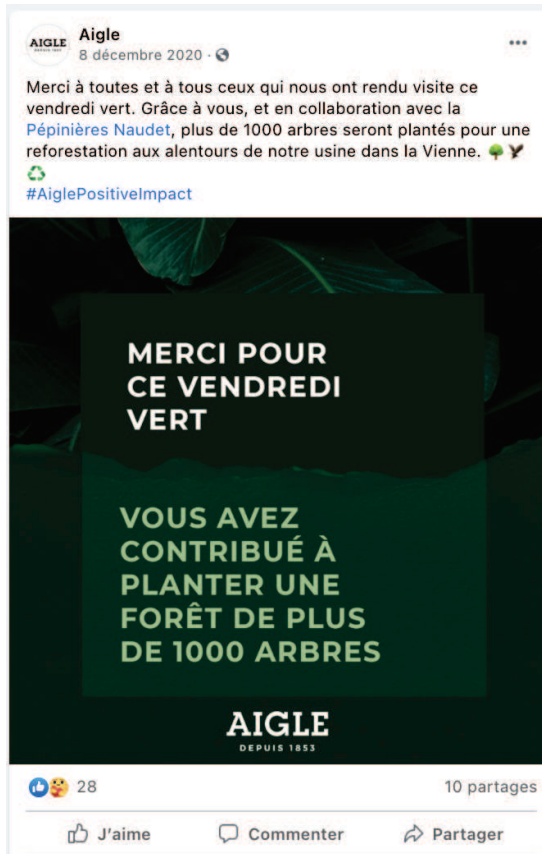 AIGLE
DEPUIS 1853
Aigle
8 décembre 2020 ·
Merci à toutes et à tous ceux qui nous ont rendu visite ce
vendredi vert. Grâce à vous, et en collaboration avec la
Pépinières Naudet, plus de 1000 arbres seront plantés pour une
reforestation aux alentours de notre usine dans la Vienne.
#AiglePositiveImpact
MERCI POUR
CE VENDREDI
VERT
VOUS AVEZ
CONTRIBUÉ À
PLANTER UNE
FORÊT DE PLUS
DE 1000 ARBRES
AIGLE
DEPUIS 1853
28
10 partages
J'aime
Commenter
Partager